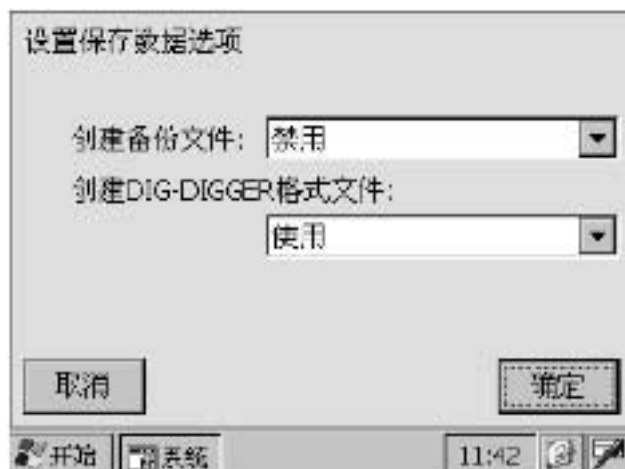 设置保存数据选项
创建备份文件: 禁用
创建DIG-DIGGER格式文件:
使用
取消 确定
开始 系统 11:42